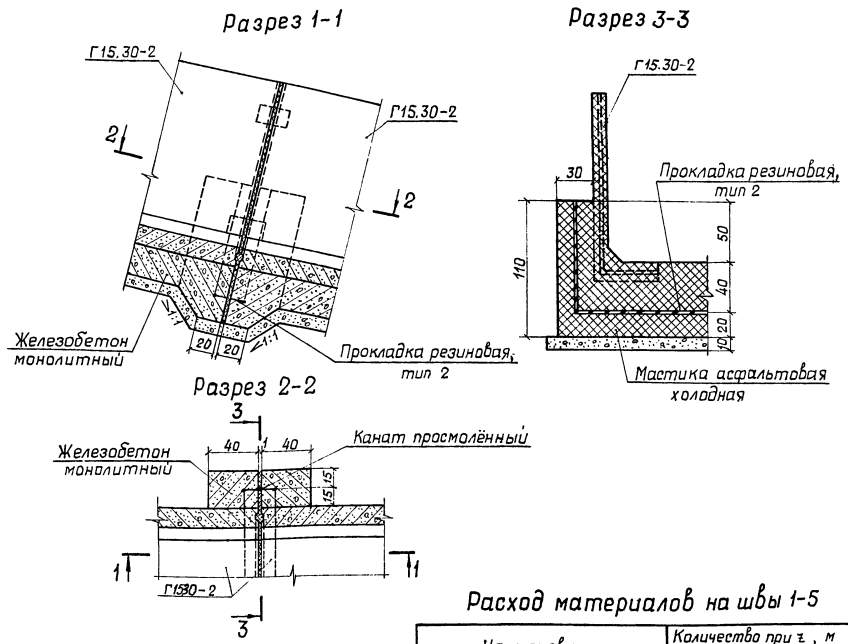 Разрез 1-1
Г15.30-2
Г15.30-2
2
2
Железобетон
монолитный
1:1
20
20
1:1
Прокладка резиновая,
тип 2
Разрез 3-3
Г15.30-2
30
Прокладка резиновая,
тип 2
110
50
40
20
10
Мастика асфальтовая
холодная
Разрез 2-2
3
Железобетон
монолитный
40
1
40
Канат просмолённый
15
15
1
1
Г1530-2
3
Расход материалов на швы 1-5
Количество при τ, м